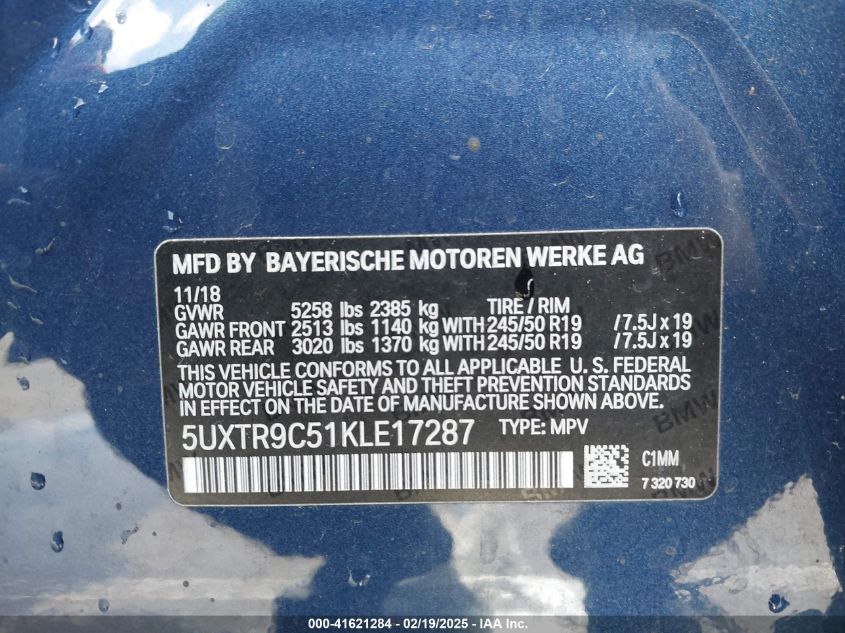 MFD BY BAYERISCHE MOTOREN WERKE AG
11/18
GVWR 5258 lbs 2385 kg TIRE / RIM
GAWR FRONT 2513 lbs 1140 kg WITH 245/50 R19 /7.5J x 19
GAWR REAR 3020 lbs 1370 kg WITH 245/50 R19 /7.5J x 19
THIS VEHICLE CONFORMS TO ALL APPLICABLE U. S. FEDERAL
MOTOR VEHICLE SAFETY AND THEFT PREVENTION STANDARDS
IN EFFECT ON THE DATE OF MANUFACTURE SHOWN ABOVE.
5UXTR9C51KLE17287 TYPE: MPV
C1MM
7 320 730
000-41621284 - 02/19/2025 - IAA Inc.